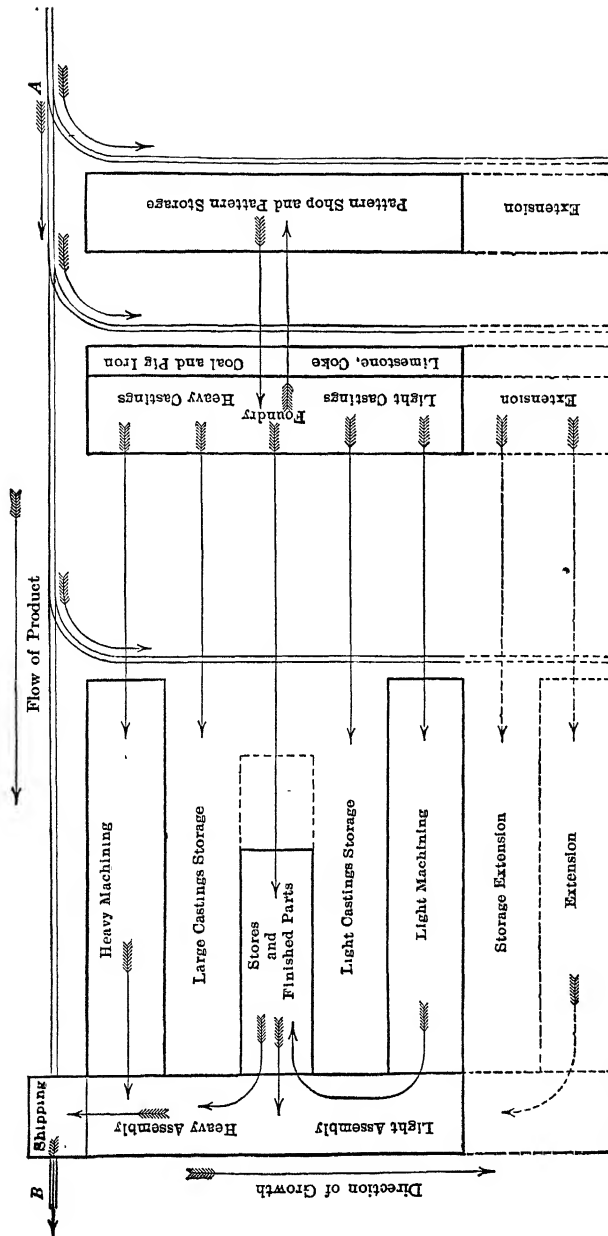 A
Pattern Shop and Pattern Storage
Extension
Coal and Pig Iron
Limestone, Coke
Heavy Castings
Foundry
Light Castings
Extension
Flow of Product
Heavy Machining
Large Castings Storage
Stores
and
Finished Parts
Light Castings Storage
Light Machining
Storage Extension
Extension
Shipping
Heavy Assembly
Light Assembly
B
Direction of Growth